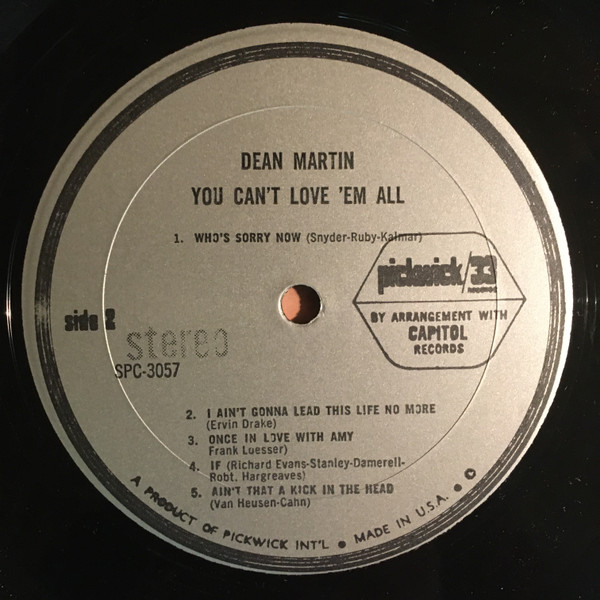 DEAN MARTIN
YOU CAN'T LOVE 'EM ALL
1. WHO'S SORRY NOW (Snyder-Ruby-Kalmar)
pickwick/33
RECORDS
BY ARRANGEMENT WITH
CAPITOL
RECORDS
side 2
stereo
SPC-3057
2. I AIN'T GONNA LEAD THIS LIFE NO MORE
(Ervin Drake)
3. ONCE IN LOVE WITH AMY
Frank Luesser)
4. IF (Richard Evans-Stanley-Damerell-
Robt. Hargreaves)
5. AIN'T THAT A KICK IN THE HEAD
(Van Heusen-Cahn)
A PRODUCT OF PICKWICK INT'L ● MADE IN U.S.A. ●